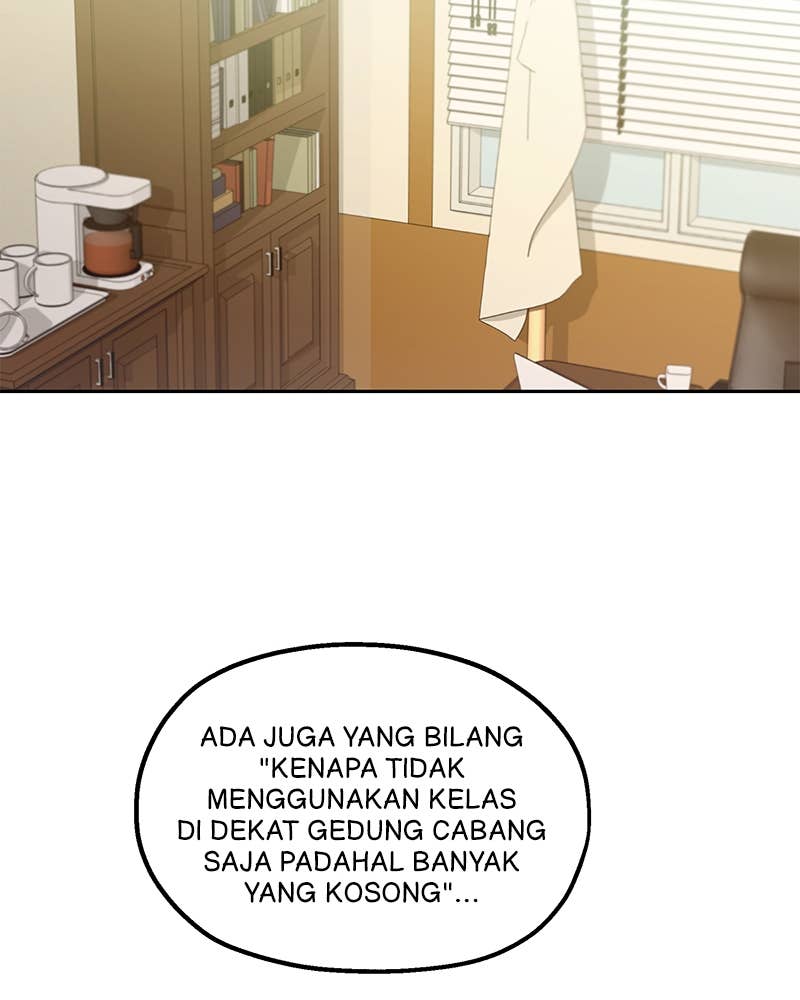 ADA JUGA YANG BILANG
"KENAPA TIDAK
MENGGUNAKAN KELAS
DI DEKAT GEDUNG CABANG
SAJA PADAHAL BANYAK
YANG KOSONG"...